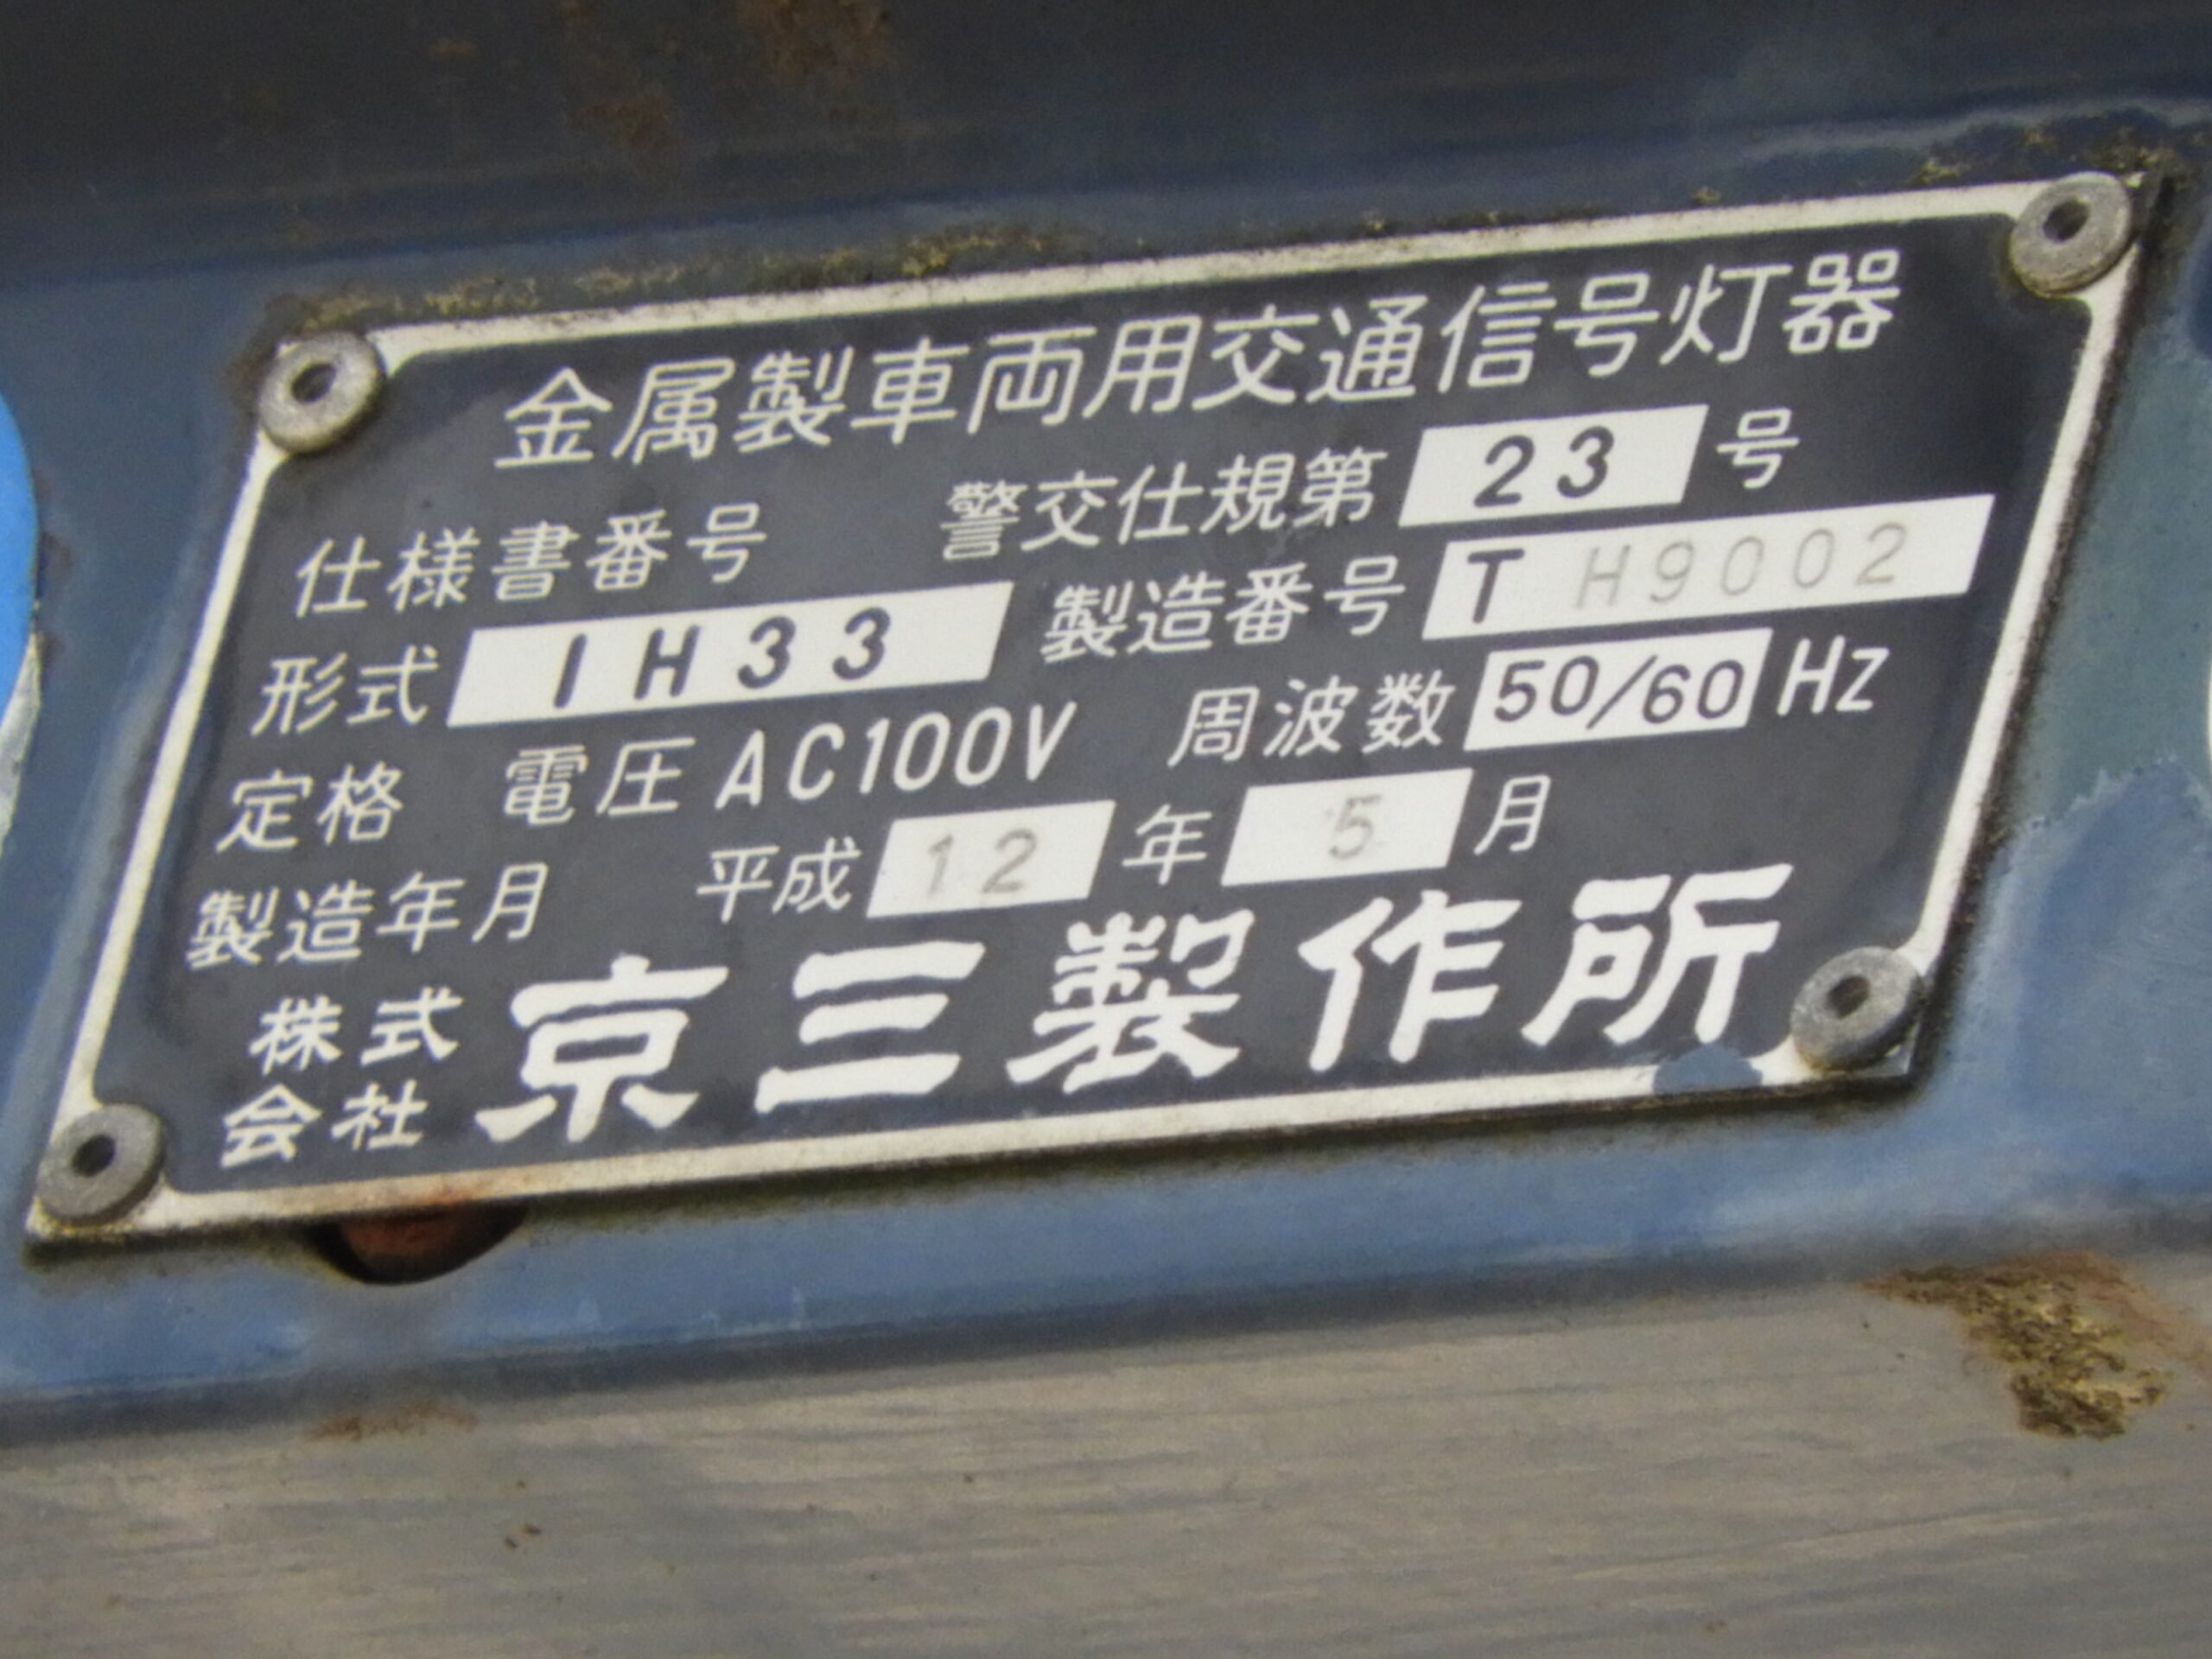 金属製車両用交通信号灯器
仕様書番号 警交仕規第 23 号
形式 1H33 製造番号 T H9002
定格 電圧 AC100V 周波数 50/60 Hz
製造年月 平成 12 年 5 月
株式会社 京三製作所